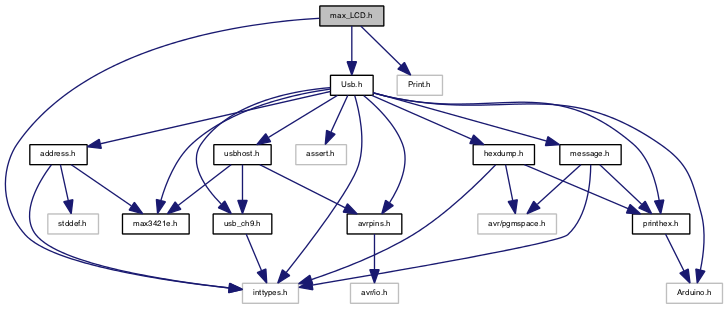 max_LCD.h
Usb.h
Print.h
address.h
usbhost.h
assert.h
hexdump.h
message.h
stddef.h
max3421e.h
usb_ch9.h
avrpins.h
avr/pgmspace.h
printhex.h
inttypes.h
avr/io.h
Arduino.h